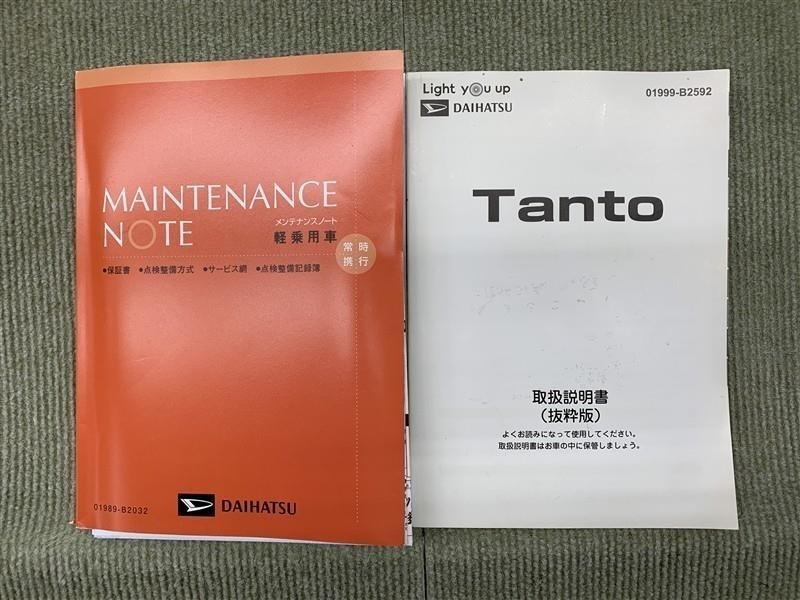 MAINTENANCE
NOTE
メンテナンスノート
軽乗用車
常時
携行
●保証書 ●点検整備方式 ●サービス網 ●点検整備記録簿
01989-B2032
DAIHATSU
Light you up
DAIHATSU
01999-B2592
Tanto
取扱説明書
(抜粋版)
よくお読みになって使用してください。
取扱説明書はお車の中に保管しましょう。